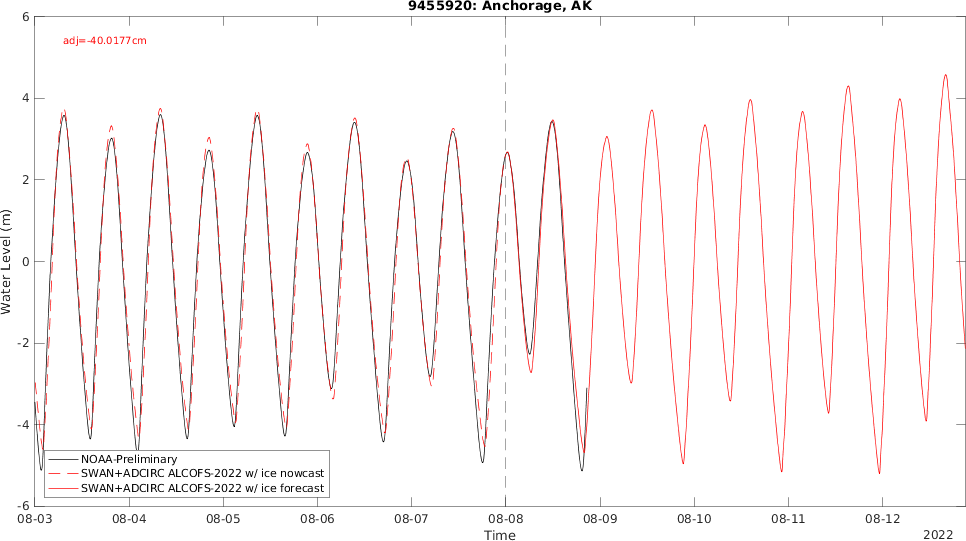 9455920: Anchorage, AK
adj=-40.0177cm
6
4
2
0
-2
-4
-6
Water Level (m)
NOAA-Preliminary
SWAN+ADCIRC ALCOFS-2022 w/ ice nowcast
SWAN+ADCIRC ALCOFS-2022 w/ ice forecast
08-03 08-04 08-05 08-06 08-07 08-08 08-09 08-10 08-11 08-12
Time
2022